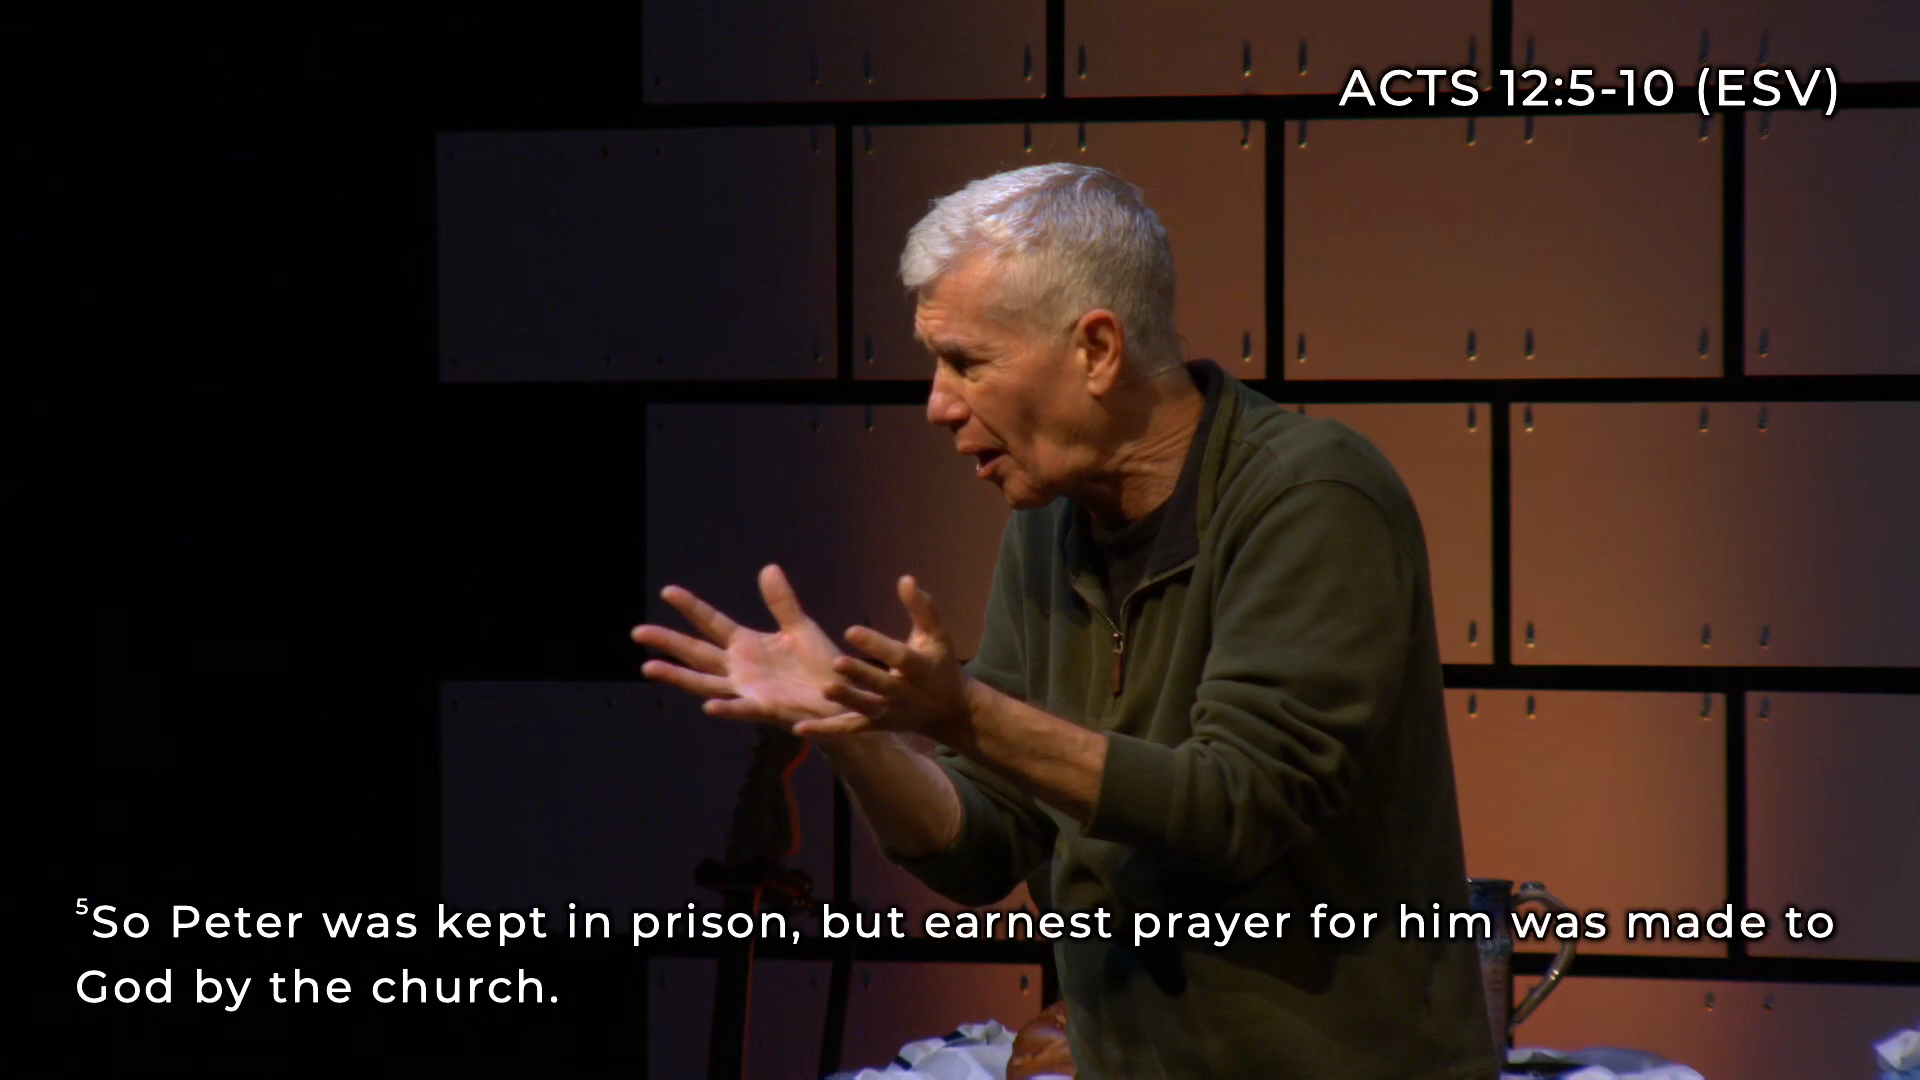 ACTS 12:5-10 (ESV)
⁵So Peter was kept in prison, but earnest prayer for him was made to
God by the church.